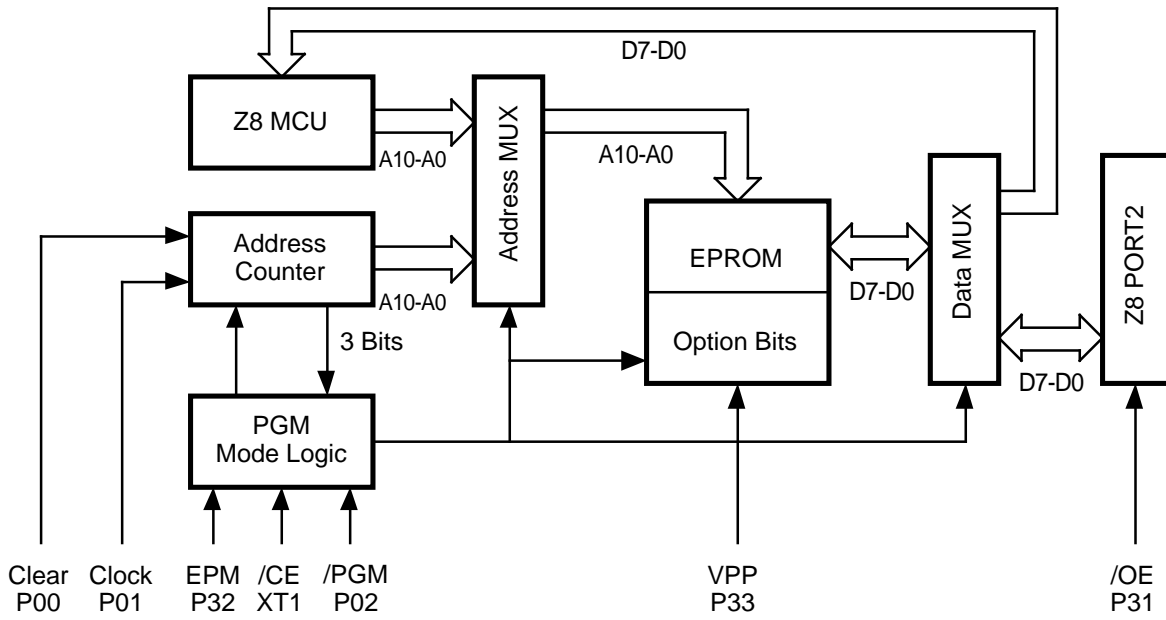 D7-D0
Z8 MCU
A10-A0
Address MUX
A10-A0
Address
Counter
A10-A0
3 Bits
EPROM
Option Bits
D7-D0
Data MUX
D7-D0
Z8 PORT2
PGM
Mode Logic
Clear
P00
Clock
P01
EPM
P32
/CE
XT1
/PGM
P02
VPP
P33
/OE
P31